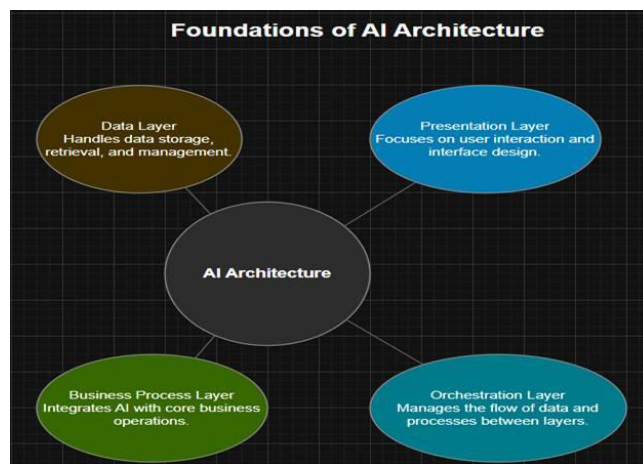 Foundations of AI Architecture
Data Layer
Handles data storage,
retrieval, and management.
Presentation Layer
Focuses on user interaction and
interface design.
AI Architecture
Business Process Layer
Integrates AI with core business
operations.
Orchestration Layer
Manages the flow of data and
processes between layers.